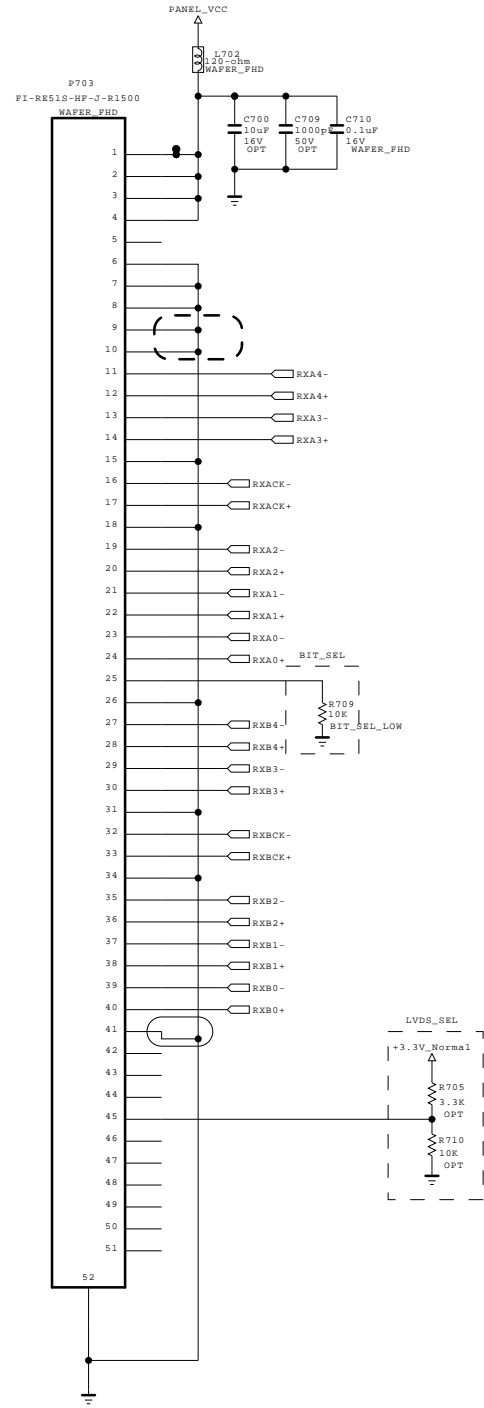 PANEL_VCC
L702
120-ohm
WAFER_FHD
P703
FI-RE51S-HF-J-R1500
WAFER_FHD
C700
10uF
16V
OPT
C709
1000pF
50V
OPT
C710
0.1uF
16V
WAFER_FHD
1
2
3
4
5
6
7
8
9
10
11 RXA4-
12 RXA4+
13 RXA3-
14 RXA3+
15
16 RXACK-
17 RXACK+
18
19 RXA2-
20 RXA2+
21 RXA1-
22 RXA1+
23 RXA0-
24 RXA0+
BIT_SEL
25
R709
10K
BIT_SEL_LOW
26
27 RXB4-
28 RXB4+
29 RXB3-
30 RXB3+
31
32 RXBCK-
33 RXBCK+
34
35 RXB2-
36 RXB2+
37 RXB1-
38 RXB1+
39 RXB0-
40 RXB0+
41
42
43
44
45
46
47
48
49
50
51
52
LVDS_SEL
+3.3V_Normal
R705
3.3K
OPT
R710
10K
OPT